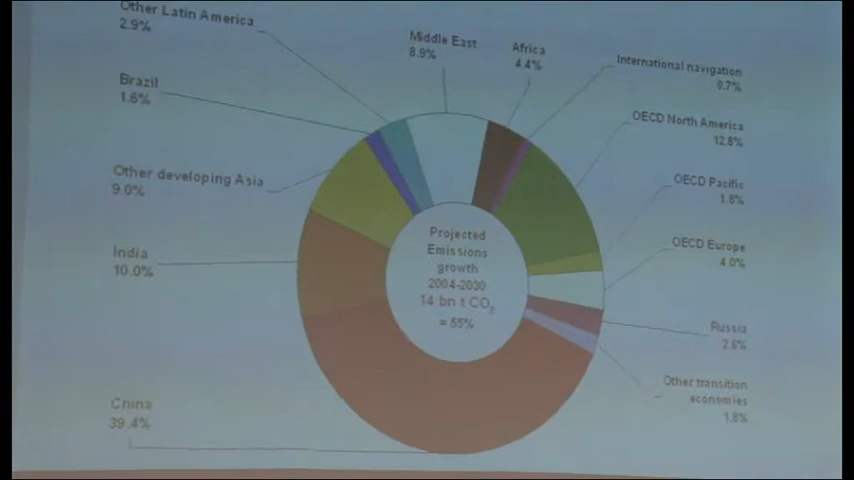 Other Latin America
2.9%
Middle East
8.9%
Africa
4.4%
International navigation
0.7%
Brazil
1.6%
OECD North America
12.8%
Other developing Asia
9.0%
OECD Pacific
1.8%
Projected
Emissions
growth
2004-2030
14 bn t CO2
= 55%
OECD Europe
4.0%
India
10.0%
Russia
2.6%
Other transition
economies
1.8%
China
39.4%